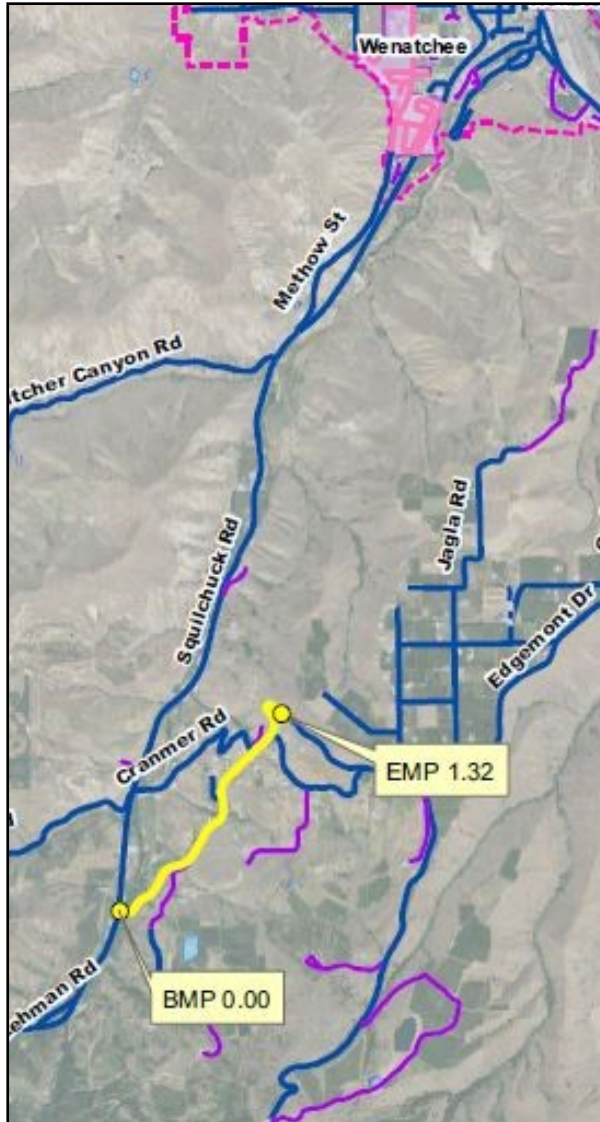 Wenatchee
Methow St
tcher Canyon Rd
Jagla Rd
Squilchuck Rd
Edgemont Dr
Cranmer Rd
EMP 1.32
BMP 0.00
ehman Rd